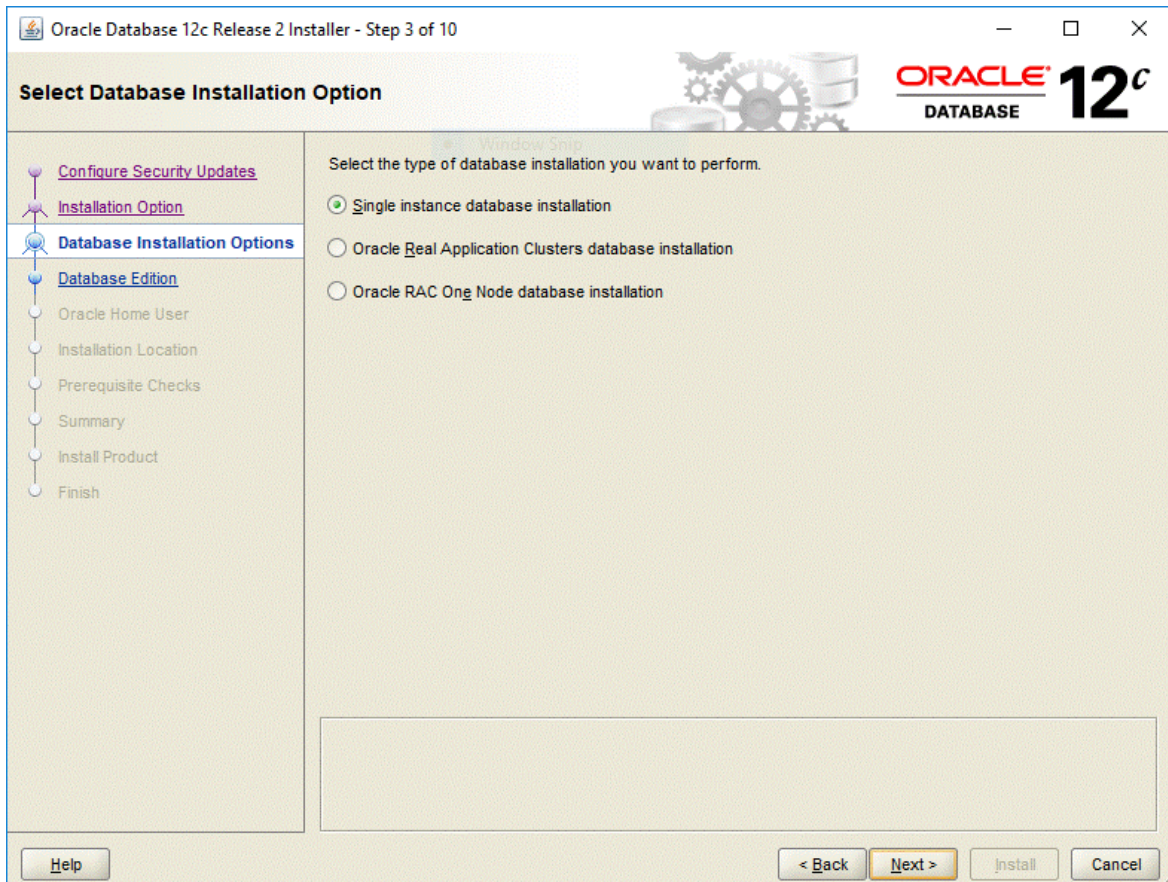 Oracle Database 12c Release 2 Installer - Step 3 of 10
Select Database Installation Option
ORACLE
DATABASE
12c
Window Snip
Configure Security Updates
Installation Option
Database Installation Options
Database Edition
Oracle Home User
Installation Location
Prerequisite Checks
Summary
Install Product
Finish
Select the type of database installation you want to perform.
Single instance database installation
Oracle Real Application Clusters database installation
Oracle RAC One Node database installation
Help
< Back
Next >
Install
Cancel